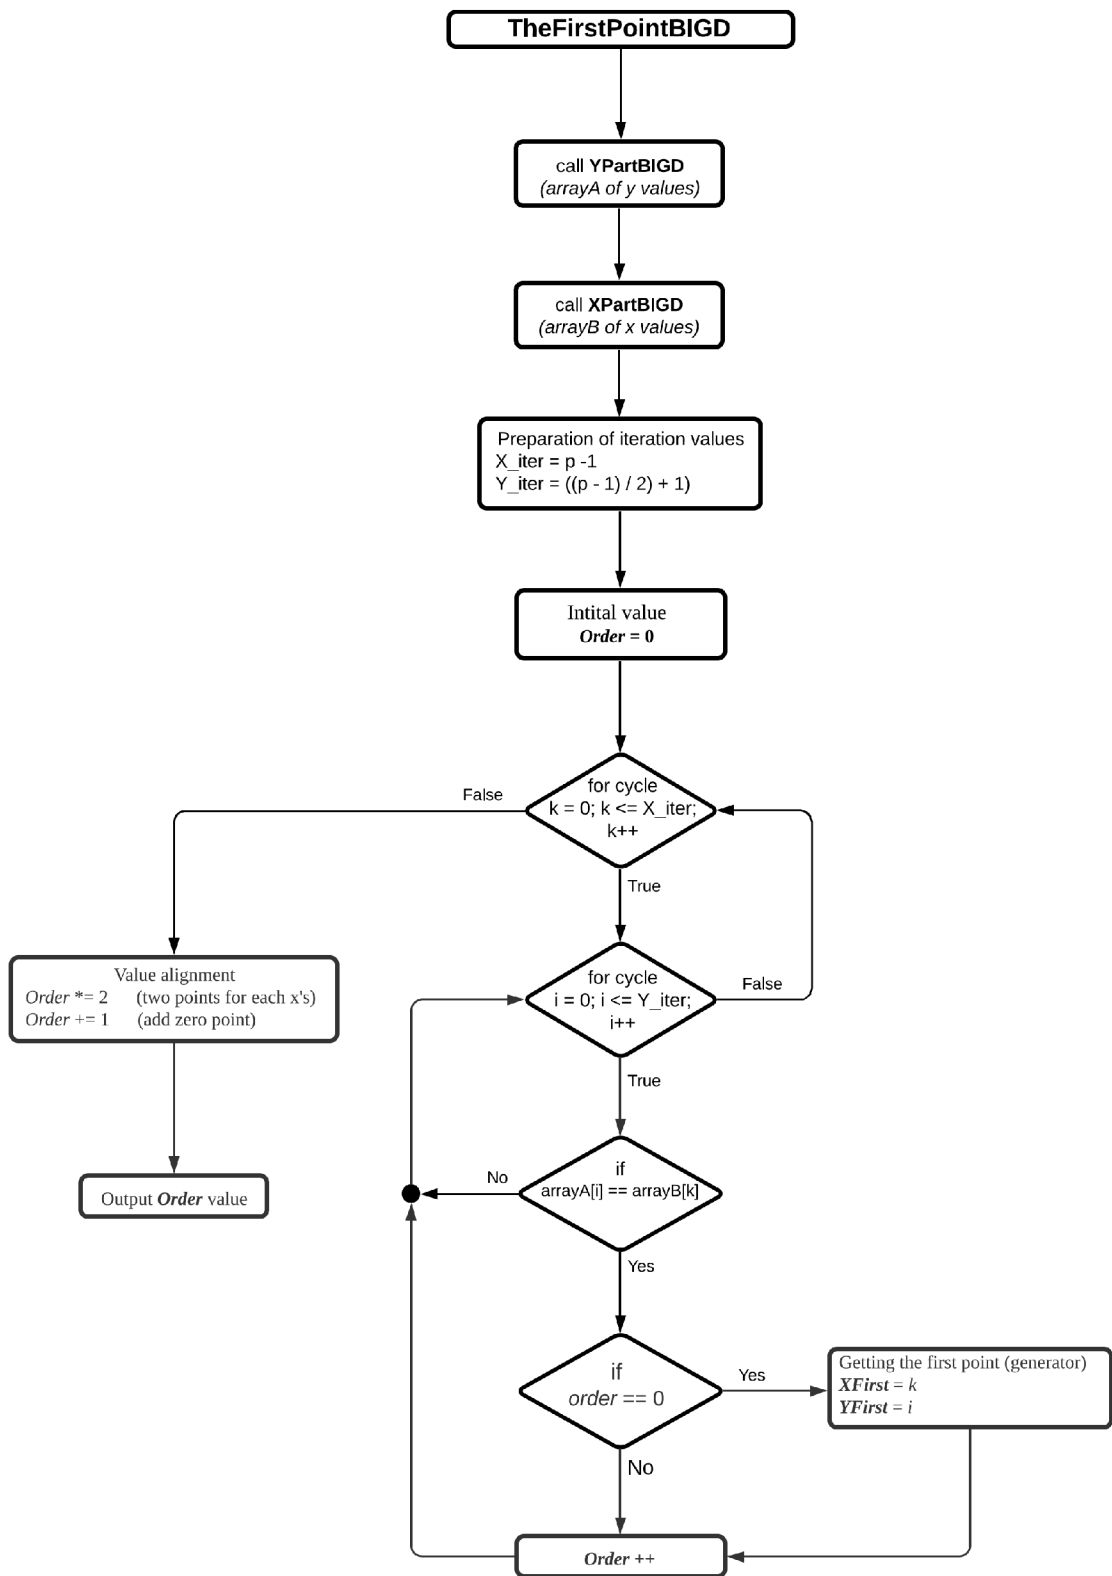 TheFirstPointBIGD
call YPartBIGD
(arrayA of y values)
call XPartBIGD
(arrayB of x values)
Preparation of iteration values
X_iter = p -1
Y_iter = ((p - 1) / 2) + 1)
Intital value
Order = 0
for cycle
k = 0; k <= X_iter;
k++
False
True
for cycle
i = 0; i <= Y_iter;
i++
False
True
Value alignment
Order *= 2 (two points for each x's)
Order += 1 (add zero point)
Output Order value
if
arrayA[i] == arrayB[k]
No
Yes
if
order == 0
Yes
No
Getting the first point (generator)
XFirst = k
YFirst = i
Order ++